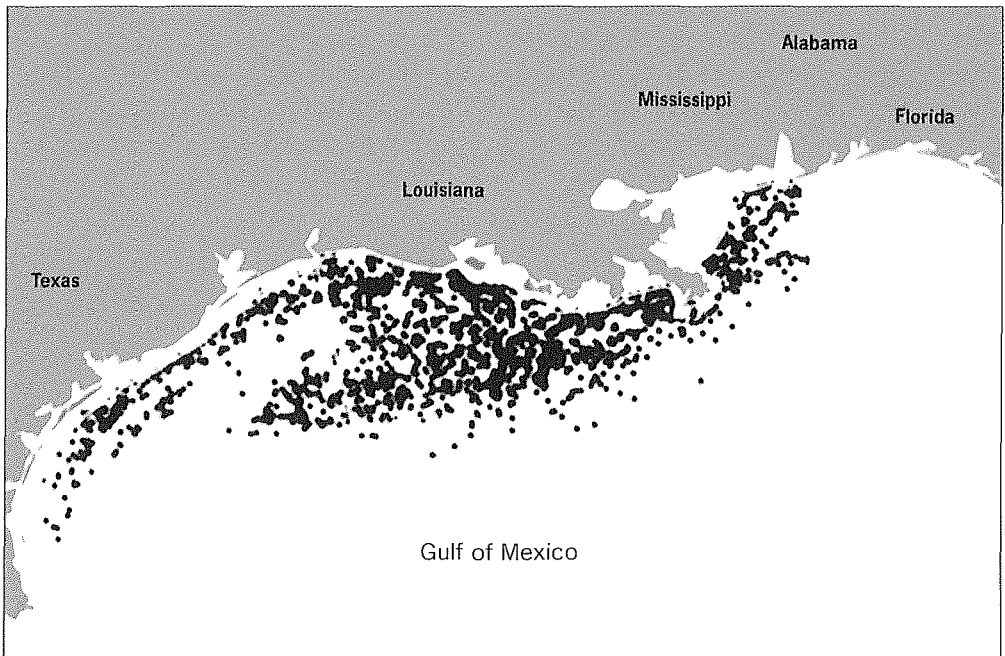 Alabama
Mississippi
Florida
Louisiana
Texas
Gulf of Mexico